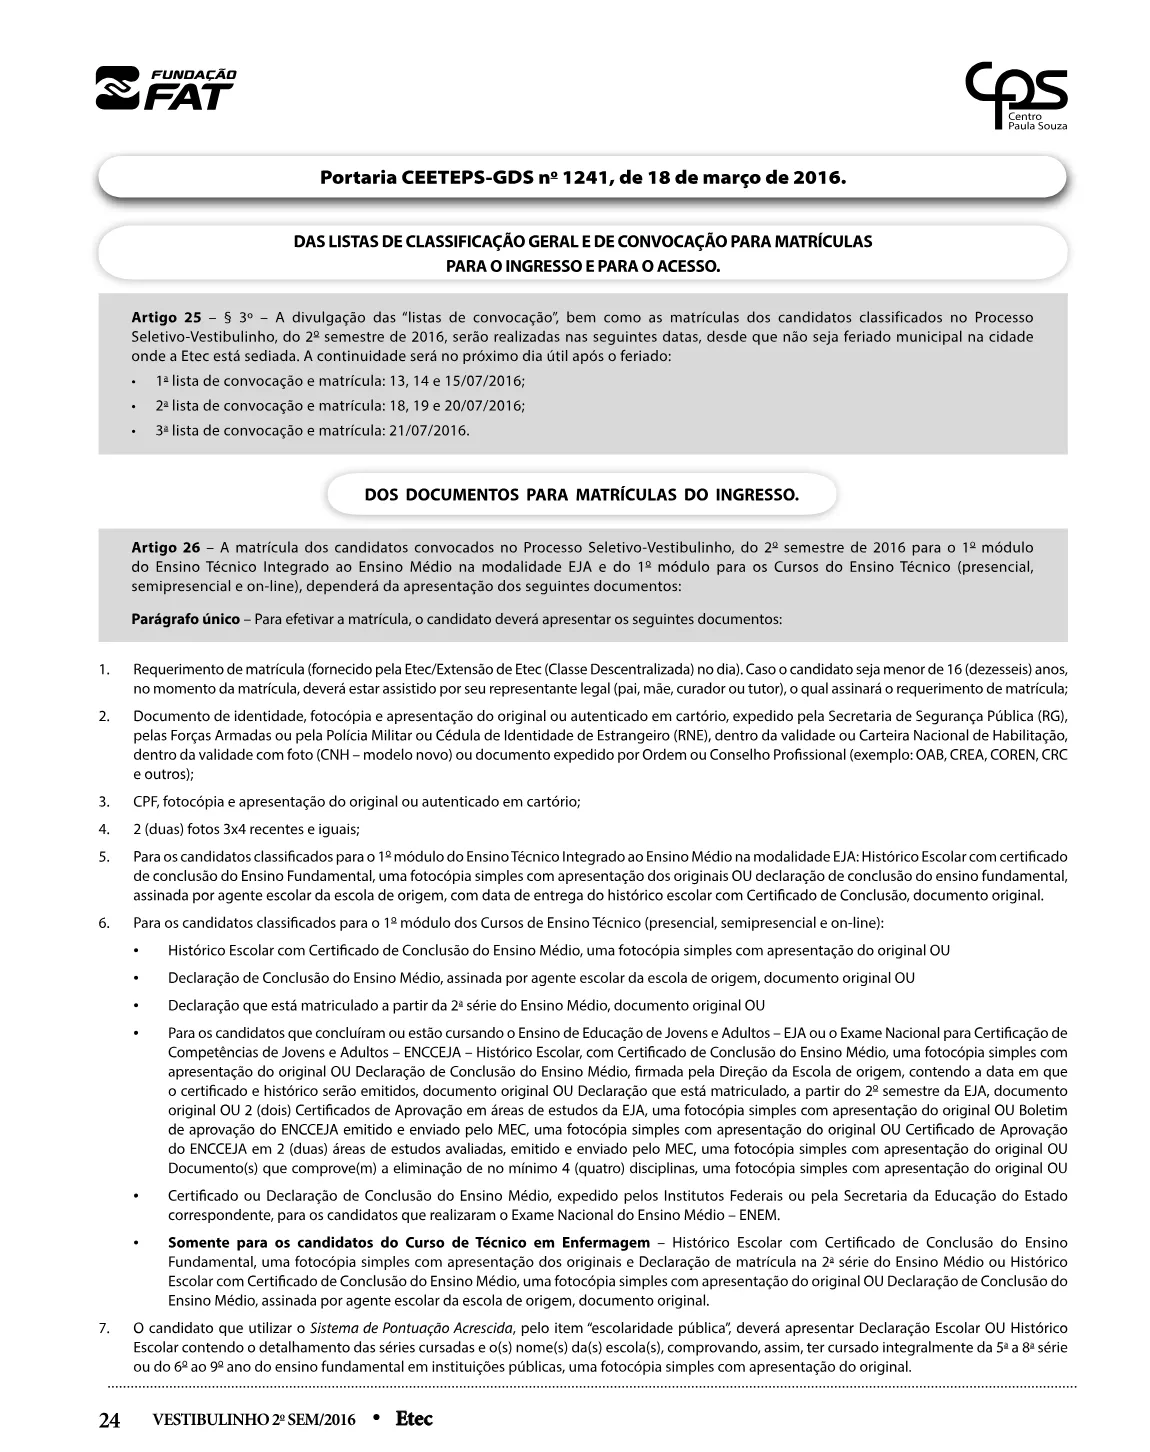 FUNDAÇÃO
FAT
CPS
Centro
Paula Souza
Portaria CEETEPS-GDS nº 1241, de 18 de março de 2016.
DAS LISTAS DE CLASSIFICAÇÃO GERAL E DE CONVOCAÇÃO PARA MATRÍCULAS
PARA O INGRESSO E PARA O ACESSO.
Artigo 25 – § 3º – A divulgação das “listas de convocação”, bem como as matrículas dos candidatos classificados no Processo
Seletivo-Vestibulinho, do 2º semestre de 2016, serão realizadas nas seguintes datas, desde que não seja feriado municipal na cidade
onde a Etec está sediada. A continuidade será no próximo dia útil após o feriado:
• 1ª lista de convocação e matrícula: 13, 14 e 15/07/2016;
• 2ª lista de convocação e matrícula: 18, 19 e 20/07/2016;
• 3ª lista de convocação e matrícula: 21/07/2016.
DOS DOCUMENTOS PARA MATRÍCULAS DO INGRESSO.
Artigo 26 – A matrícula dos candidatos convocados no Processo Seletivo-Vestibulinho, do 2º semestre de 2016 para o 1º módulo
do Ensino Técnico Integrado ao Ensino Médio na modalidade EJA e do 1º módulo para os Cursos do Ensino Técnico (presencial,
semipresencial e on-line), dependerá da apresentação dos seguintes documentos:
Parágrafo único – Para efetivar a matrícula, o candidato deverá apresentar os seguintes documentos:
1. Requerimento de matrícula (fornecido pela Etec/Extensão de Etec (Classe Descentralizada) no dia). Caso o candidato seja menor de 16 (dezesseis) anos,
no momento da matrícula, deverá estar assistido por seu representante legal (pai, mãe, curador ou tutor), o qual assinará o requerimento de matrícula;
2. Documento de identidade, fotocópia e apresentação do original ou autenticado em cartório, expedido pela Secretaria de Segurança Pública (RG),
pelas Forças Armadas ou pela Polícia Militar ou Cédula de Identidade de Estrangeiro (RNE), dentro da validade ou Carteira Nacional de Habilitação,
dentro da validade com foto (CNH – modelo novo) ou documento expedido por Ordem ou Conselho Profissional (exemplo: OAB, CREA, COREN, CRC
e outros);
3. CPF, fotocópia e apresentação do original ou autenticado em cartório;
4. 2 (duas) fotos 3x4 recentes e iguais;
5. Para os candidatos classificados para o 1º módulo do Ensino Técnico Integrado ao Ensino Médio na modalidade EJA: Histórico Escolar com certificado
de conclusão do Ensino Fundamental, uma fotocópia simples com apresentação dos originais OU declaração de conclusão do ensino fundamental,
assinada por agente escolar da escola de origem, com data de entrega do histórico escolar com Certificado de Conclusão, documento original.
6. Para os candidatos classificados para o 1º módulo dos Cursos de Ensino Técnico (presencial, semipresencial e on-line):
• Histórico Escolar com Certificado de Conclusão do Ensino Médio, uma fotocópia simples com apresentação do original OU
• Declaração de Conclusão do Ensino Médio, assinada por agente escolar da escola de origem, documento original OU
• Declaração que está matriculado a partir da 2ª série do Ensino Médio, documento original OU
• Para os candidatos que concluíram ou estão cursando o Ensino de Educação de Jovens e Adultos – EJA ou o Exame Nacional para Certificação de
Competências de Jovens e Adultos – ENCCEJA – Histórico Escolar, com Certificado de Conclusão do Ensino Médio, uma fotocópia simples com
apresentação do original OU Declaração de Conclusão do Ensino Médio, firmada pela Direção da Escola de origem, contendo a data em que
o certificado e histórico serão emitidos, documento original OU Declaração que está matriculado, a partir do 2º semestre da EJA, documento
original OU 2 (dois) Certificados de Aprovação em áreas de estudos da EJA, uma fotocópia simples com apresentação do original OU Boletim
de aprovação do ENCCEJA emitido e enviado pelo MEC, uma fotocópia simples com apresentação do original OU Certificado de Aprovação
do ENCCEJA em 2 (duas) áreas de estudos avaliadas, emitido e enviado pelo MEC, uma fotocópia simples com apresentação do original OU
Documento(s) que comprove(m) a eliminação de no mínimo 4 (quatro) disciplinas, uma fotocópia simples com apresentação do original OU
• Certificado ou Declaração de Conclusão do Ensino Médio, expedido pelos Institutos Federais ou pela Secretaria da Educação do Estado
correspondente, para os candidatos que realizaram o Exame Nacional do Ensino Médio – ENEM.
• Somente para os candidatos do Curso de Técnico em Enfermagem – Histórico Escolar com Certificado de Conclusão do Ensino
Fundamental, uma fotocópia simples com apresentação dos originais e Declaração de matrícula na 2ª série do Ensino Médio ou Histórico
Escolar com Certificado de Conclusão do Ensino Médio, uma fotocópia simples com apresentação do original OU Declaração de Conclusão do
Ensino Médio, assinada por agente escolar da escola de origem, documento original.
7. O candidato que utilizar o Sistema de Pontuação Acrescida, pelo item “escolaridade pública”, deverá apresentar Declaração Escolar OU Histórico
Escolar contendo o detalhamento das séries cursadas e o(s) nome(s) da(s) escola(s), comprovando, assim, ter cursado integralmente da 5ª a 8ª série
ou do 6º ao 9º ano do ensino fundamental em instituições públicas, uma fotocópia simples com apresentação do original.
24 VESTIBULINHO 2º SEM/2016 • Etec